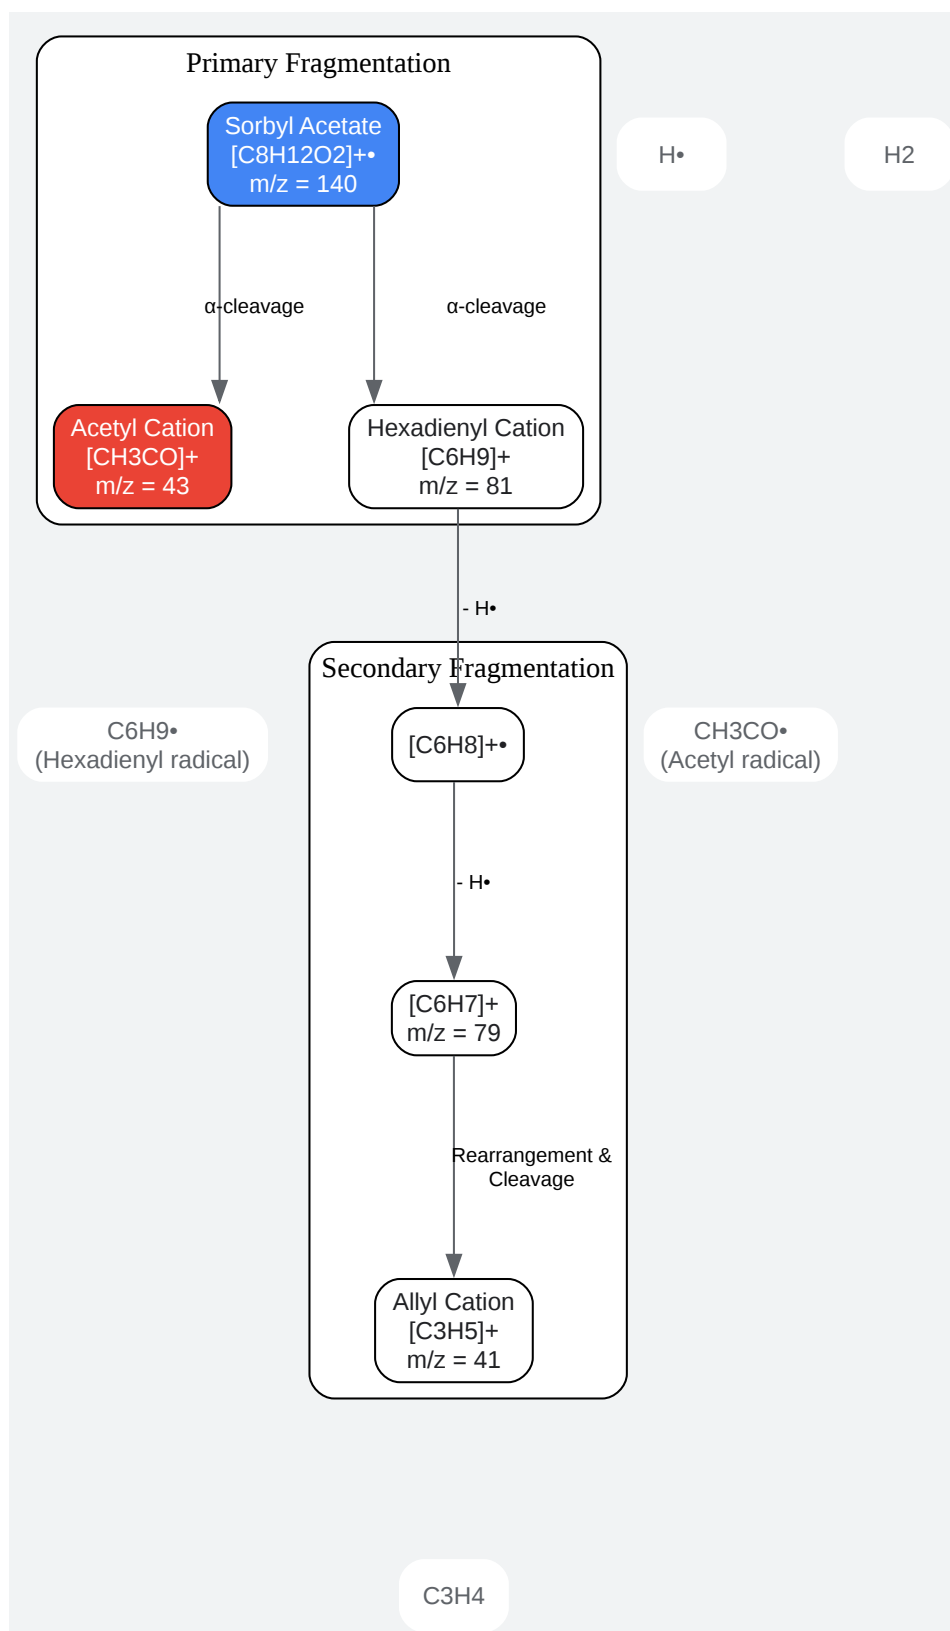 Primary Fragmentation
Sorbyl Acetate
[C8H12O2]+•
m/z = 140
H•
H2
α-cleavage
α-cleavage
Acetyl Cation
[CH3CO]+
m/z = 43
Hexadienyl Cation
[C6H9]+
m/z = 81
- H•
Secondary Fragmentation
C6H9•
(Hexadienyl radical)
[C6H8]+•
CH3CO•
(Acetyl radical)
- H•
[C6H7]+
m/z = 79
Rearrangement &
Cleavage
Allyl Cation
[C3H5]+
m/z = 41
C3H4